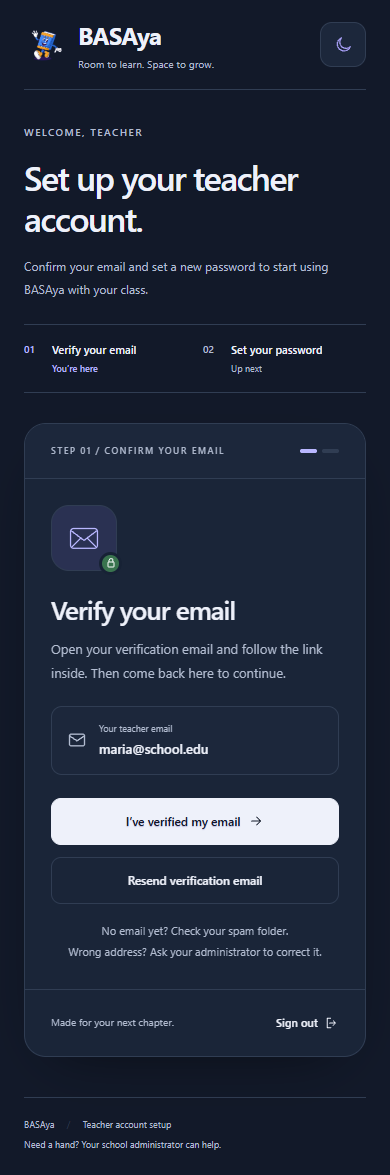 BASAya
Room to learn. Space to grow.
WELCOME, TEACHER
Set up your teacher
account.
Confirm your email and set a new password to start using
BASAya with your class.
01 Verify your email
You're here
02 Set your password
Up next
STEP 01 / CONFIRM YOUR EMAIL
Verify your email
Open your verification email and follow the link
inside. Then come back here to continue.
Your teacher email
maria@school.edu
I've verified my email →
Resend verification email
No email yet? Check your spam folder.
Wrong address? Ask your administrator to correct it.
Made for your next chapter.
Sign out
BASAya / Teacher account setup
Need a hand? Your school administrator can help.